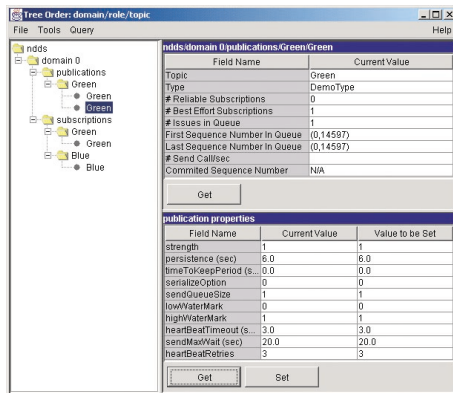 Tree Order: domain/role/topic
File Tools Query Help
ndds
domain 0
publications
Green
Green
Green
subscriptions
Green
Green
Blue
Blue
ndds/domain 0/publications/Green/Green
Field Name Current Value
Topic Green
Type DemoType
# Reliable Subscriptions 0
# Best Effort Subscriptions 1
# Issues in Queue 1
First Sequence Number In Queue (0,14597)
Last Sequence Number In Queue (0,14597)
# Send Call/sec
Commited Sequence Number N/A
Get
publication properties
Field Name Current Value Value to be Set
strength 1 1
persistence (sec) 6.0 6.0
timeToKeepPeriod (s... 0.0 0.0
serializeOption 0 0
sendQueueSize 1 1
lowWaterMark 0 0
highWaterMark 1 1
heartBeatTimeout (s... 3.0 3.0
sendMaxWait (sec) 20.0 20.0
heartBeatRetries 3 3
Get Set